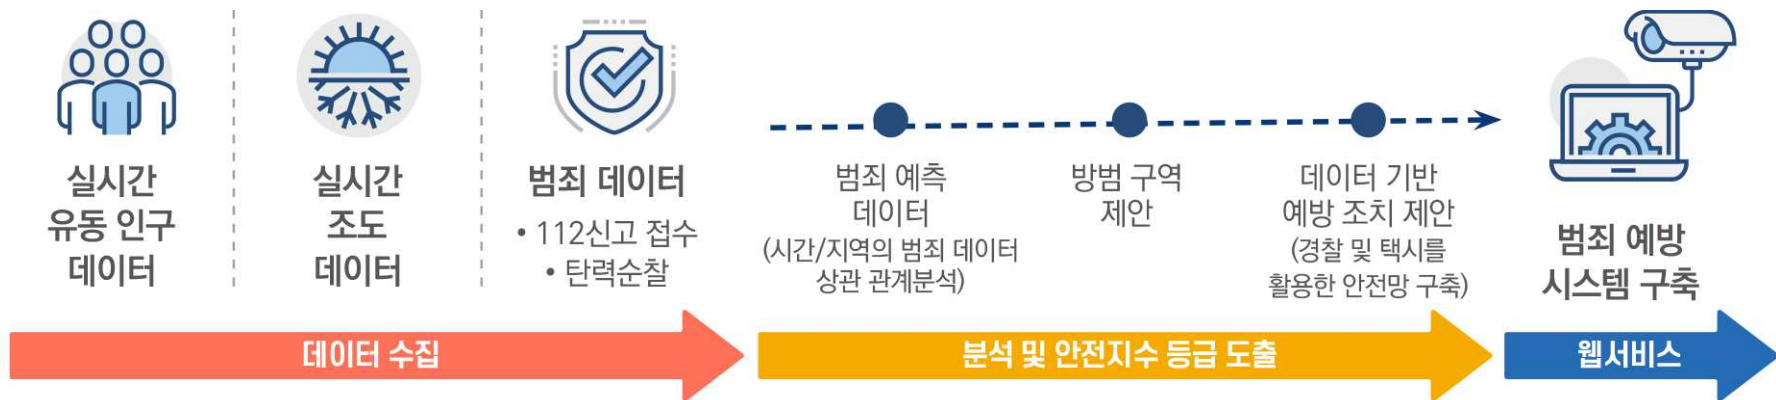 실시간
유동 인구
데이터
실시간
조도
데이터
범죄 데이터
• 112신고 접수
• 탄력순찰
범죄 예측
데이터
(시간/지역의 범죄 데이터
상관 관계분석)
방범 구역
제안
데이터 기반
예방 조치 제안
(경찰 및 택시를
활용한 안전망 구축)
범죄 예방
시스템 구축
데이터 수집
분석 및 안전지수 등급 도출
웹서비스